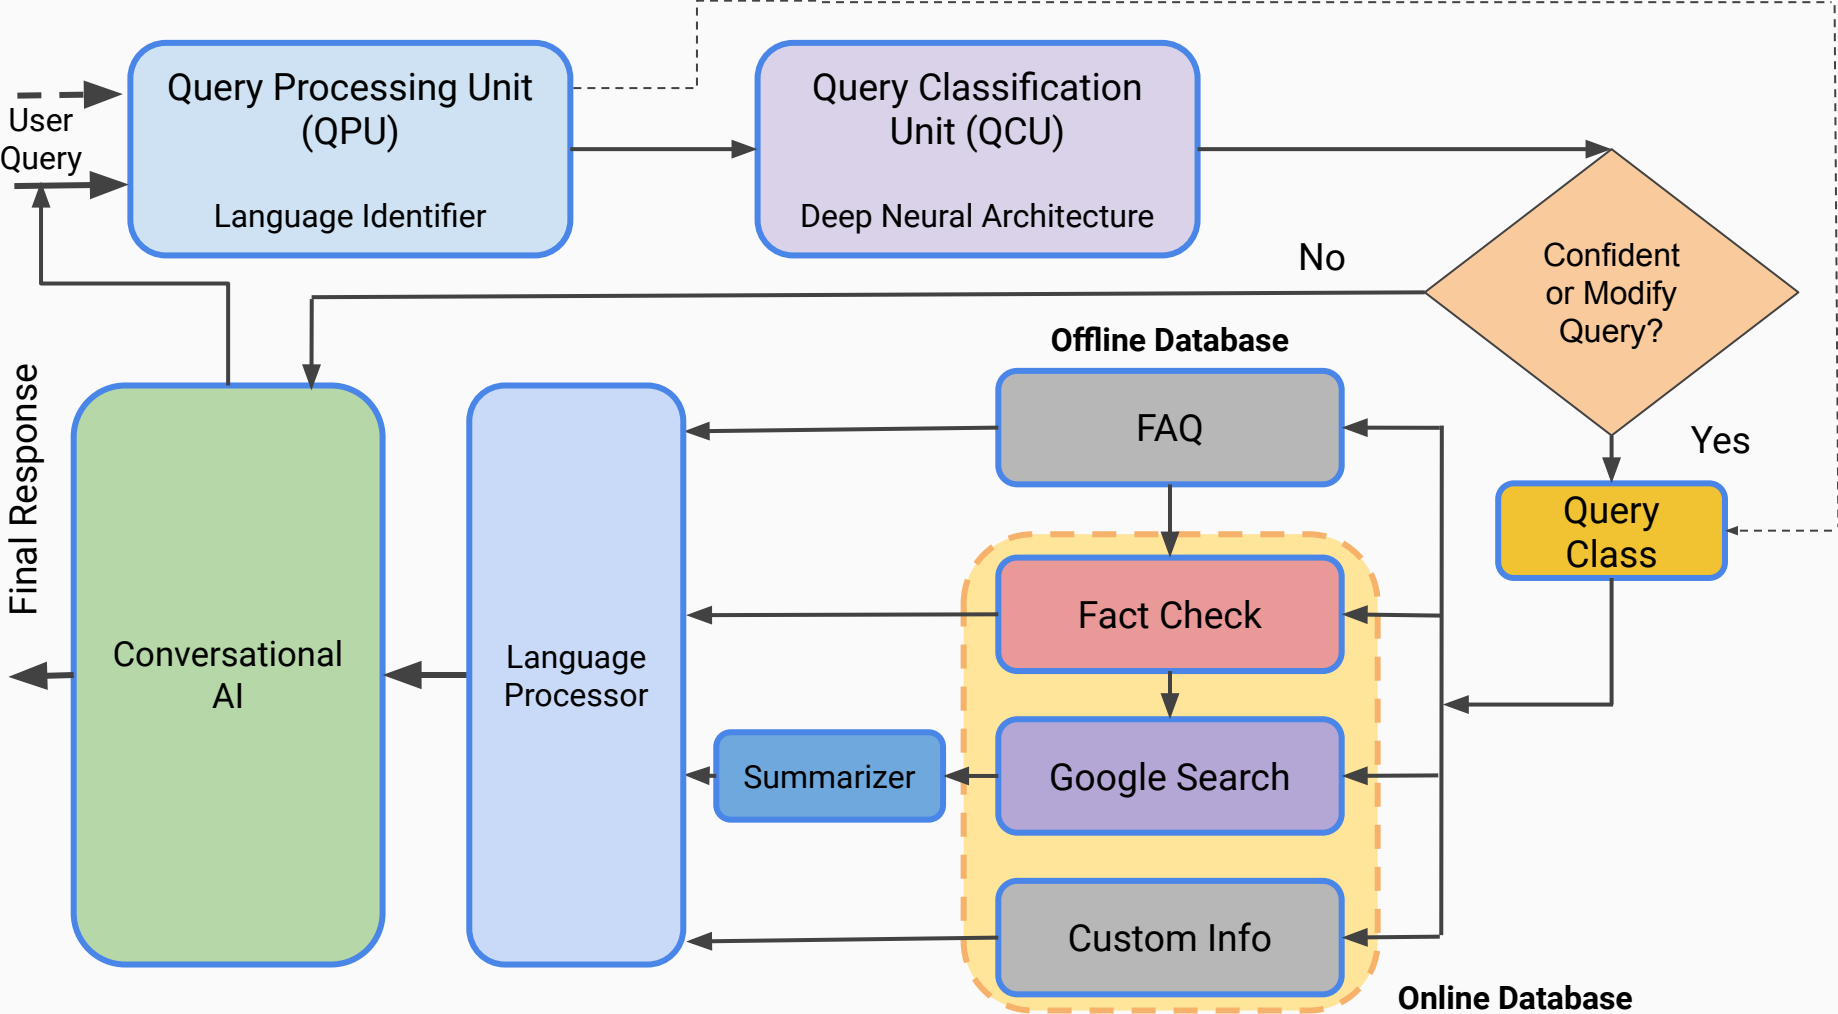 Query Processing Unit
(QPU)
Language Identifier
User
Query
Query Classification
Unit (QCU)
Deep Neural Architecture
Confident
or Modify
Query?
No
Yes
Query
Class
Offline Database
FAQ
Fact Check
Google Search
Custom Info
Online Database
Summarizer
Language
Processor
Conversational
AI
Final Response